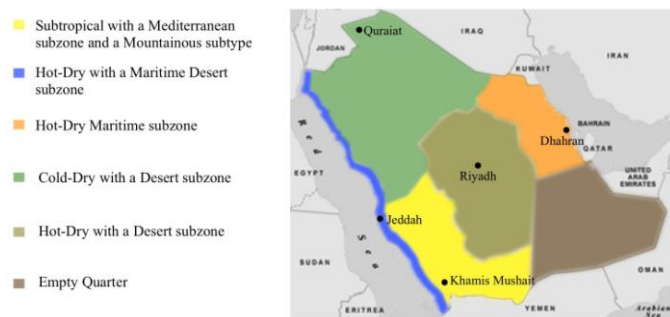 Subtropical with a Mediterranean
subzone and a Mountainous subtype
Hot-Dry with a Maritime Desert
subzone
Hot-Dry Maritime subzone
Cold-Dry with a Desert subzone
Hot-Dry with a Desert subzone
Empty Quarter
Quraiat
IRAQ
JORDAN
IRAN
KUWAIT
BAHRAIN
Dhahran
QATAR
Red
Riyadh
EGYPT
UNITED
ARAB
EMIRATES
Jeddah
Sea
SUDAN
Khamis Mushait
OMAN
ERITREA
YEMEN
Arabian
Sea